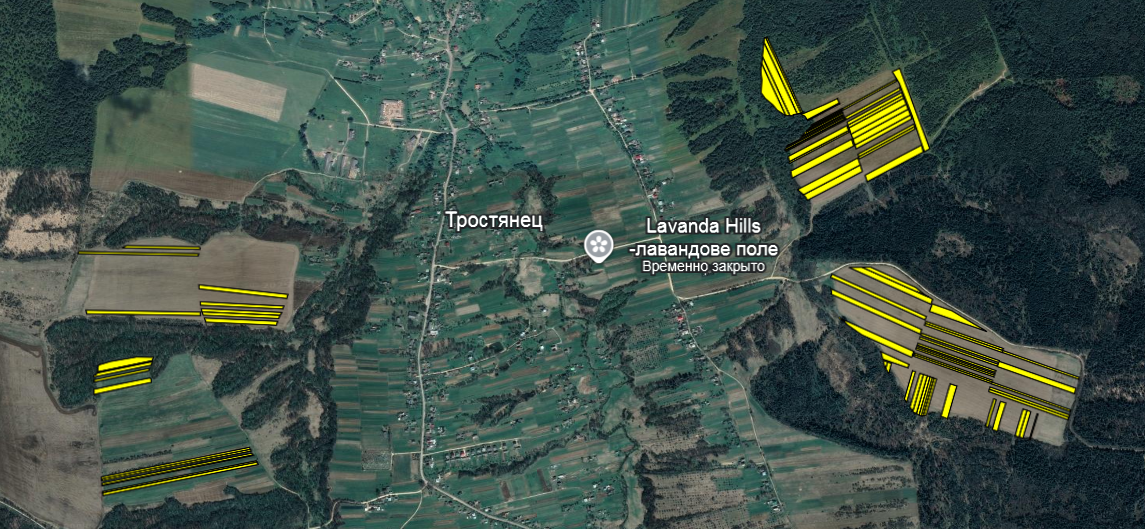 Тростянец
Lavanda Hills
-лавандове поле
Временно закрыто